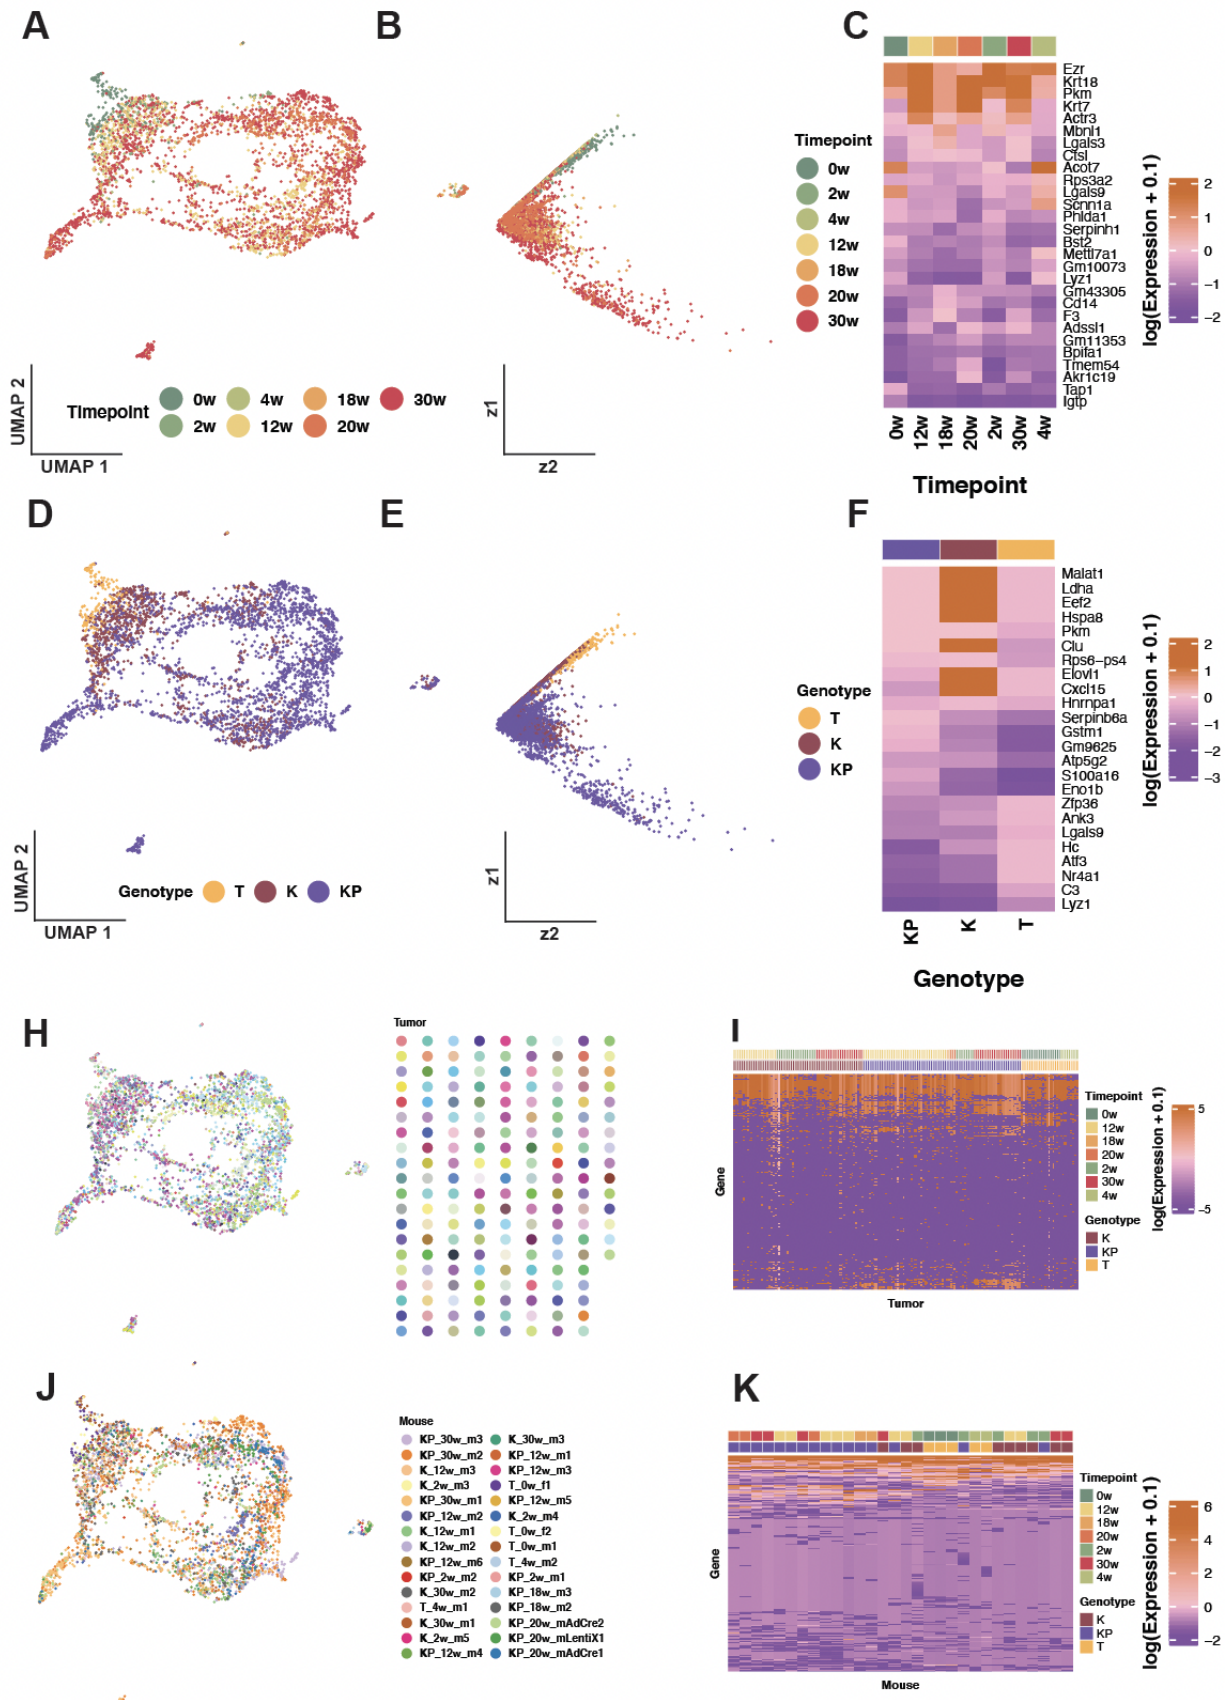 A
B
C
Ezr
Krt18
Pkm
Krt7
Actr3
Mbnl1
Lgals3
Ctsl
Acot7
Rps3a2
Lgals9
Scnn1a
Phlda1
Serpinh1
Bst2
Mettl7a1
Gm10073
Lyz1
Gm43305
Cd14
F3
Adssl1
Gm11353
Bpifa1
Tmem54
Akr1c19
Tap1
Igtp
0w
12w
18w
20w
2w
30w
4w
Timepoint
Timepoint
0w
2w
4w
12w
18w
20w
30w
log(Expression + 0.1)
2
1
0
−1
−2
UMAP 2
UMAP 1
Timepoint
0w
4w
18w
30w
2w
12w
20w
z1
z2
D
E
F
Malat1
Ldha
Eef2
Hspa8
Pkm
Clu
Rps6−ps4
Elovl1
Cxcl15
Hnrnpa1
Serpinb6a
Gstm1
Gm9625
Atp5g2
S100a16
Eno1b
Zfp36
Ank3
Lgals9
Hc
Atf3
Nr4a1
C3
Lyz1
KP
K
T
Genotype
Genotype
T
K
KP
log(Expression + 0.1)
2
1
0
−1
−2
−3
UMAP 2
UMAP 1
Genotype
T
K
KP
z1
z2
H
Tumor
I
Gene
Tumor
Timepoint
0w
12w
18w
20w
2w
30w
4w
Genotype
K
KP
T
log(Expression + 0.1)
5
−5
J
Mouse
KP_30w_m3
K_30w_m3
KP_30w_m2
KP_12w_m1
K_12w_m3
KP_12w_m3
K_2w_m3
T_0w_f1
KP_30w_m1
KP_12w_m5
KP_12w_m2
K_2w_m4
K_12w_m1
T_0w_f2
K_12w_m2
T_0w_m1
KP_12w_m6
T_4w_m2
KP_2w_m2
KP_2w_m1
K_30w_m2
KP_18w_m3
T_4w_m1
KP_18w_m2
K_30w_m1
KP_20w_mAdCre2
K_2w_m5
KP_20w_mLentiX1
KP_12w_m4
KP_20w_mAdCre1
K
Gene
Mouse
Timepoint
0w
12w
18w
20w
2w
30w
4w
Genotype
K
KP
T
log(Expression + 0.1)
6
4
2
0
−2